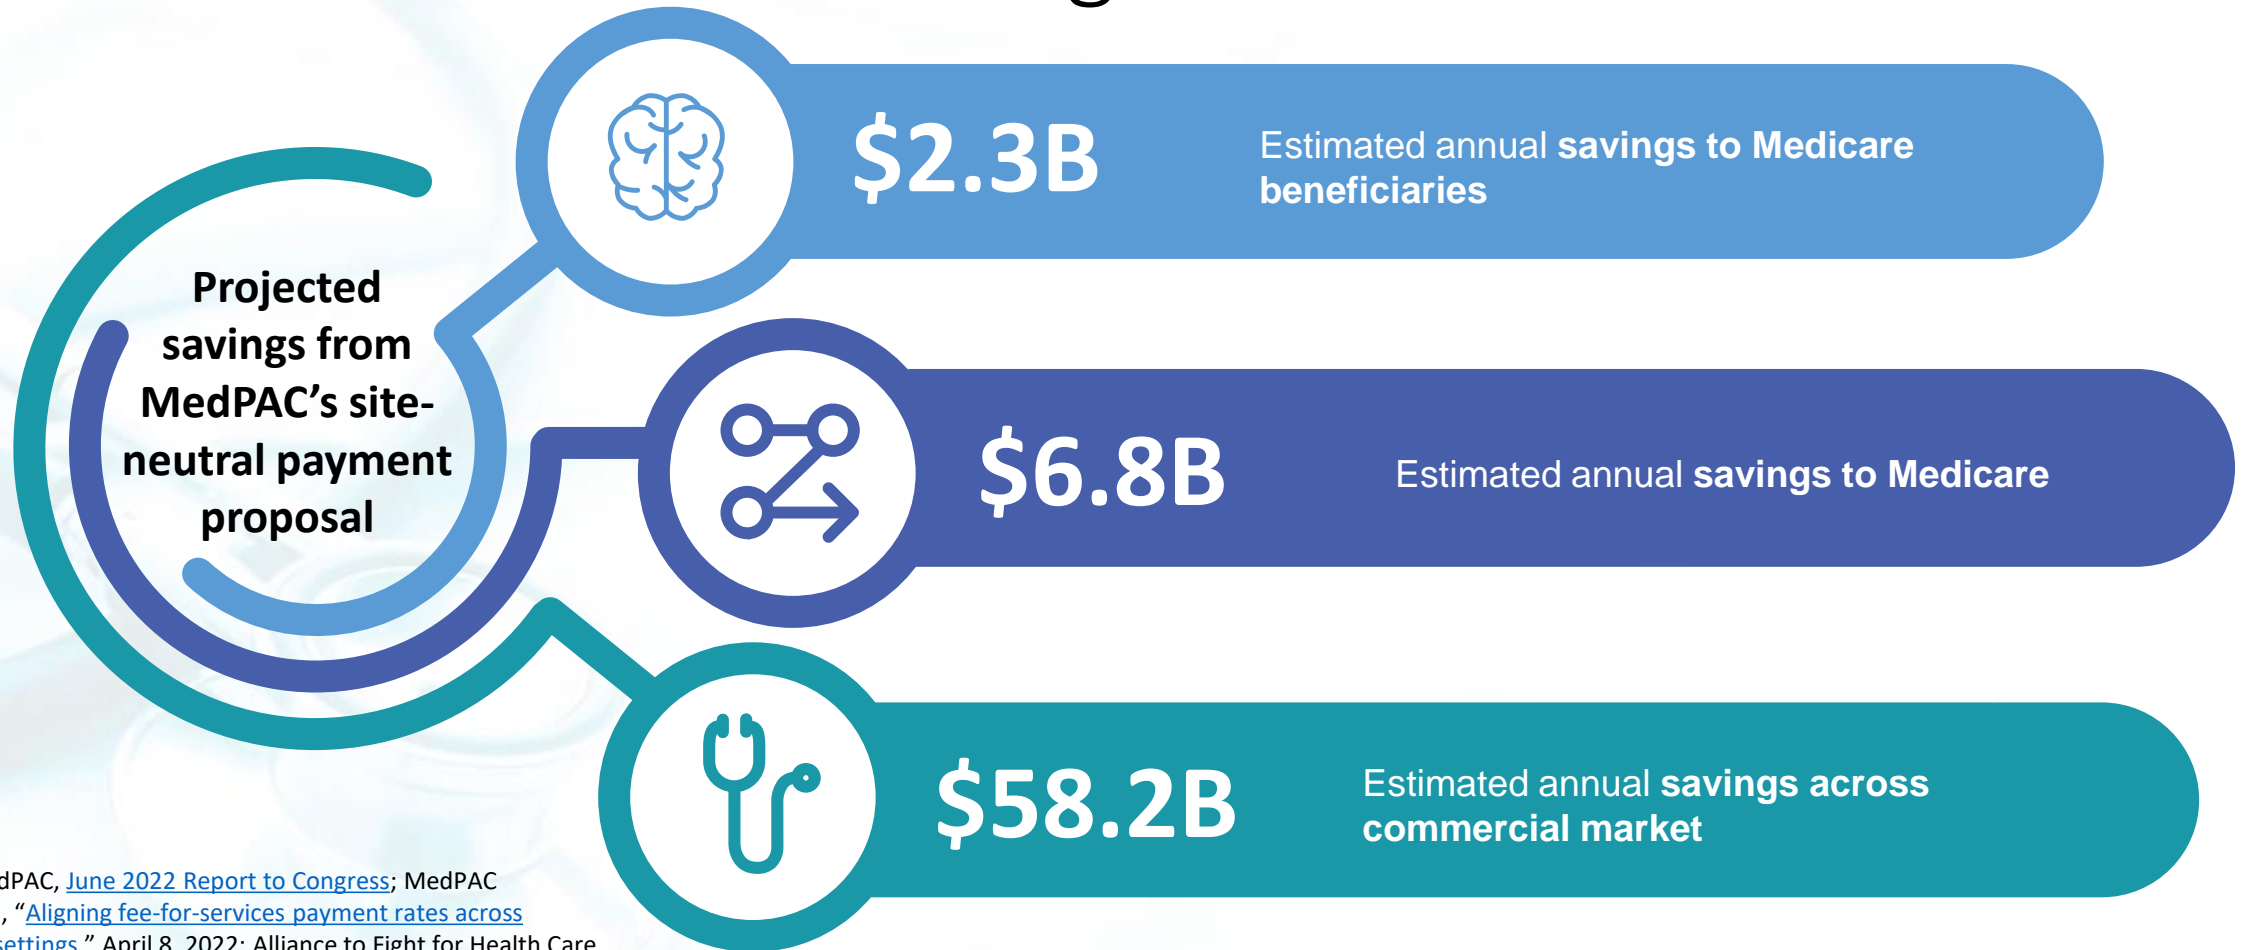 $2.3B
Estimated annual savings to Medicare
beneficiaries
Projected
savings from
MedPAC’s site-
neutral payment
proposal
$6.8B
Estimated annual savings to Medicare
$58.2B
Estimated annual savings across
commercial market
dPAC, June 2022 Report to Congress; MedPAC
, “Aligning fee-for-services payment rates across
settings,” April 8, 2022; Alliance to Fight for Health Care